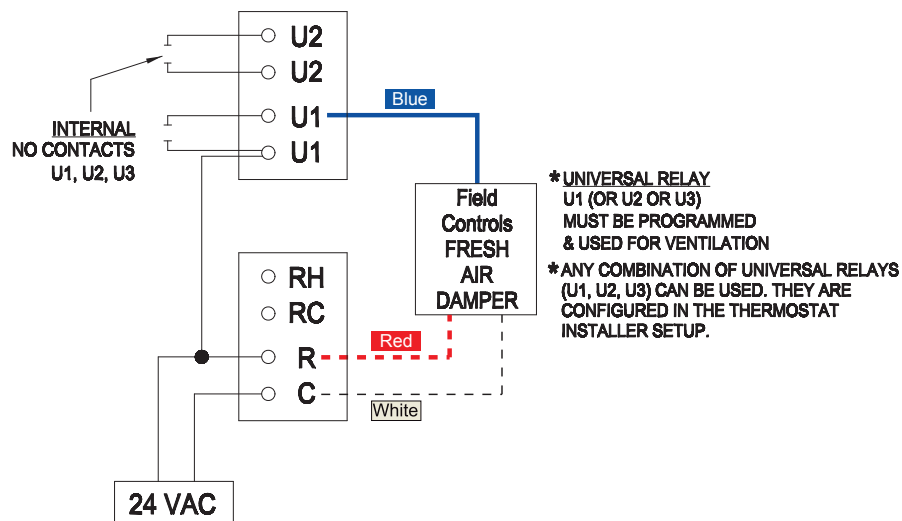 U2
U2
Blue
U1
U1
INTERNAL
NO CONTACTS
U1, U2, U3
Field
Controls
FRESH
AIR
DAMPER
* UNIVERSAL RELAY
U1 (OR U2 OR U3)
MUST BE PROGRAMMED
& USED FOR VENTILATION
* ANY COMBINATION OF UNIVERSAL RELAYS
(U1, U2, U3) CAN BE USED. THEY ARE
CONFIGURED IN THE THERMOSTAT
INSTALLER SETUP.
RH
RC
Red
R
C
White
24 VAC